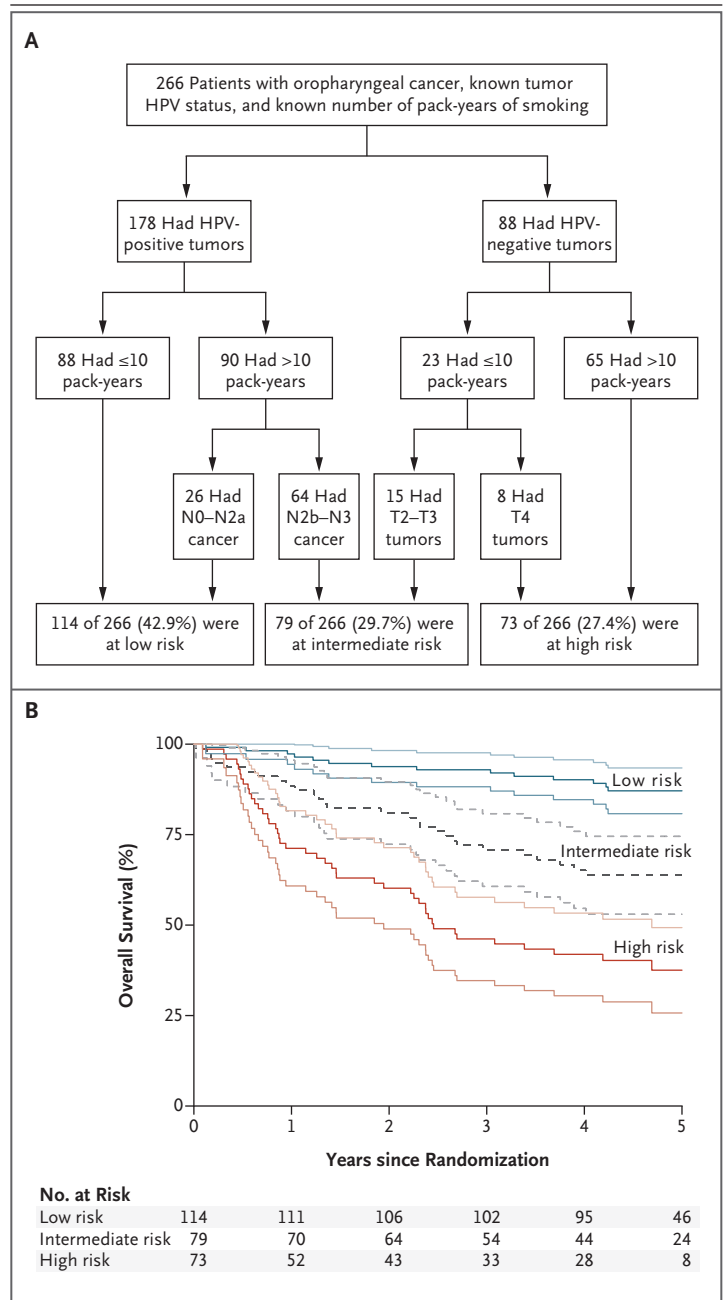 A
266 Patients with oropharyngeal cancer, known tumor
HPV status, and known number of pack-years of smoking
178 Had HPV-
positive tumors
88 Had HPV-
negative tumors
88 Had ≤10
pack-years
90 Had >10
pack-years
23 Had ≤10
pack-years
65 Had >10
pack-years
26 Had
N0–N2a
cancer
64 Had
N2b–N3
cancer
15 Had
T2–T3
tumors
8 Had
T4
tumors
114 of 266 (42.9%) were
at low risk
79 of 266 (29.7%) were
at intermediate risk
73 of 266 (27.4%) were
at high risk
B
Overall Survival (%)
100
75
50
25
0
Low risk
Intermediate risk
High risk
0 1 2 3 4 5
Years since Randomization
No. at Risk
Low risk 114 111 106 102 95 46
Intermediate risk 79 70 64 54 44 24
High risk 73 52 43 33 28 8